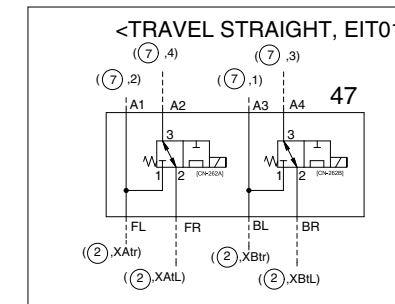 <TRAVEL STRAIGHT, EIT01
(7 ,4) (7 ,3)
(7 ,2) (7 ,1)
A1 A2 A3 A4 47
3 3
1 2 1 2
[CN-262A] [CN-262B]
FL FR BL BR
(2 ,XAtr) (2 ,XBtr)
(2 ,XAtL) (2 ,XBtL)